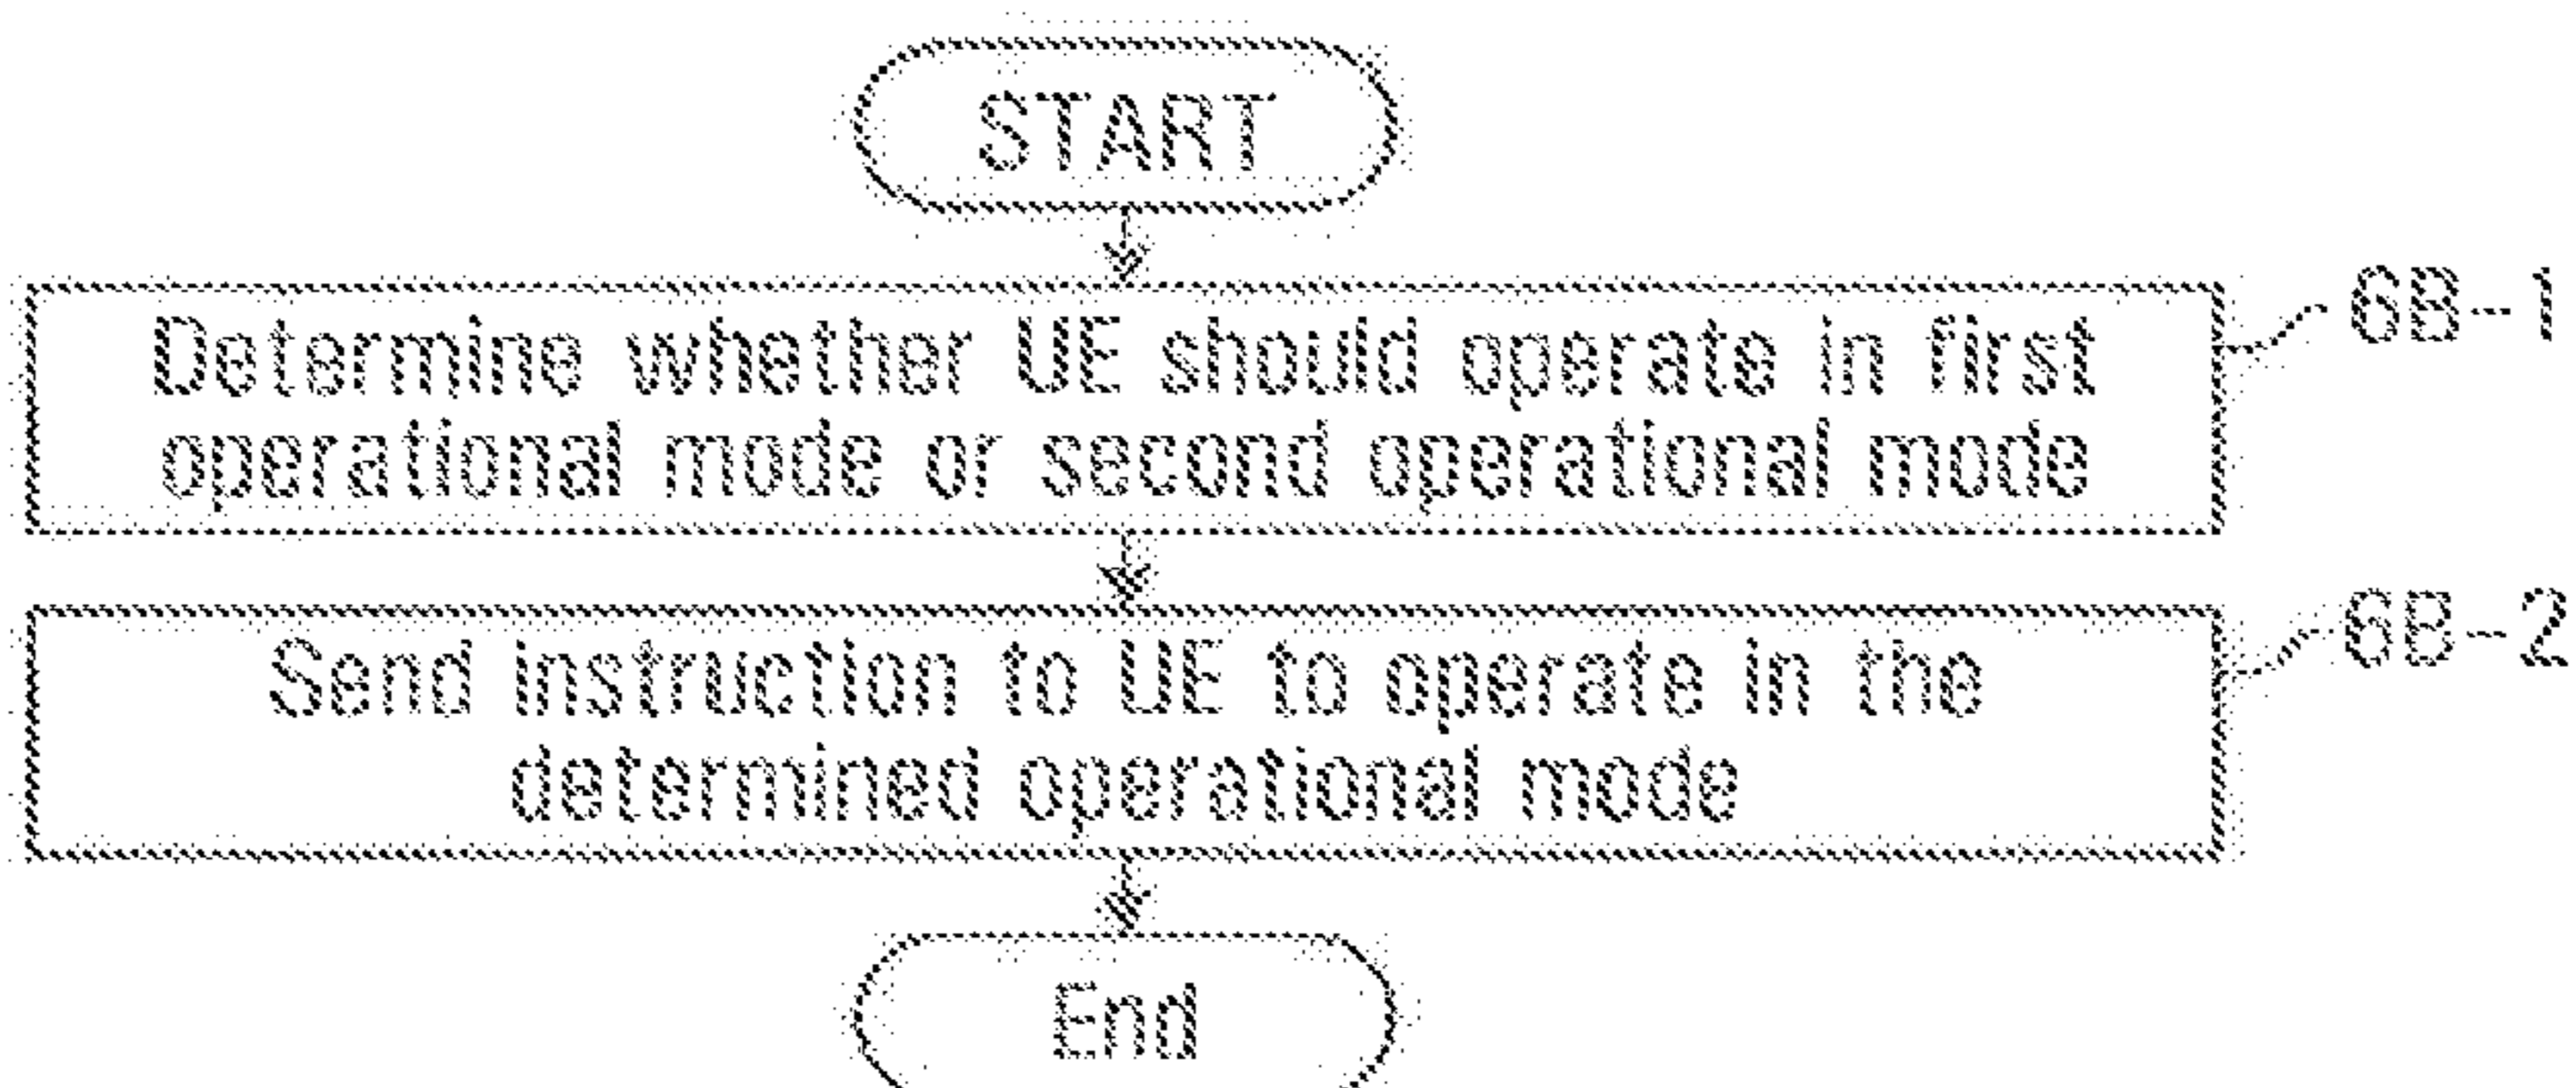 START
Determine whether UE should operate in first
operational mode or second operational mode
6B-1
Send instruction to UE to operate in the
determined operational mode
6B-2
End